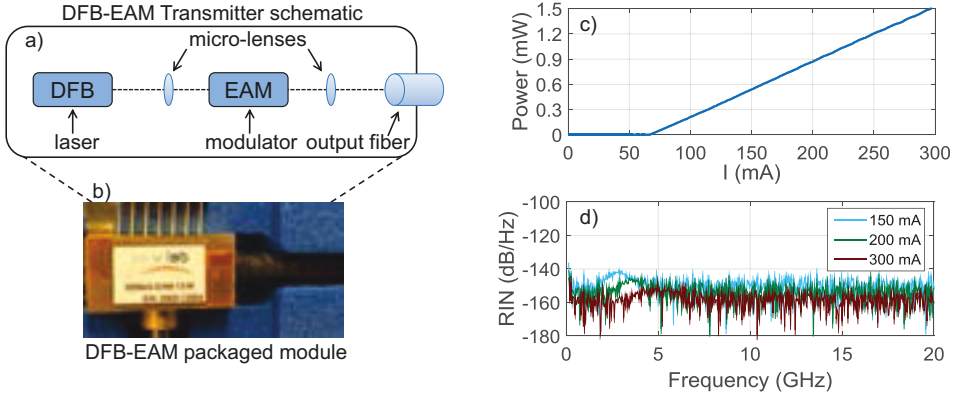 DFB-EAM Transmitter schematic
a)
micro-lenses
DFB
EAM
laser
modulator
output fiber
b)
DFB-EAM packaged module
c)
Power (mW)
1.5
1.2
0.9
0.6
0.3
0
0 50 100 150 200 250 300
I (mA)
d)
RIN (dB/Hz)
-100
-120
-140
-160
-180
150 mA
200 mA
300 mA
0 5 10 15 20
Frequency (GHz)